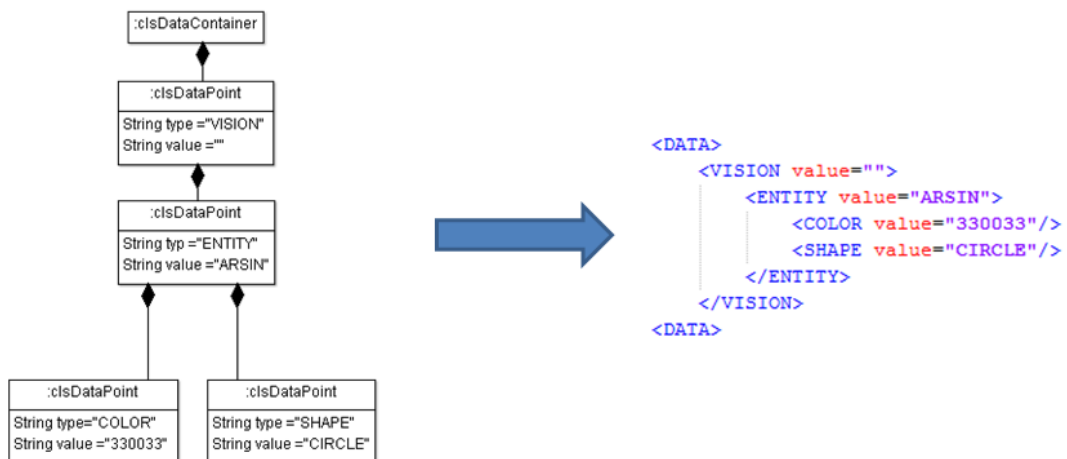 :clsDataContainer
:clsDataPoint
String type ="VISION"
String value =""
:clsDataPoint
String typ ="ENTITY"
String value ="ARSIN"
:clsDataPoint
String type="COLOR"
String value ="330033"
:clsDataPoint
String type ="SHAPE"
String value ="CIRCLE"
<DATA>
<VISION value="">
<ENTITY value="ARSIN">
<COLOR value="330033"/>
<SHAPE value="CIRCLE"/>
</ENTITY>
</VISION>
<DATA>